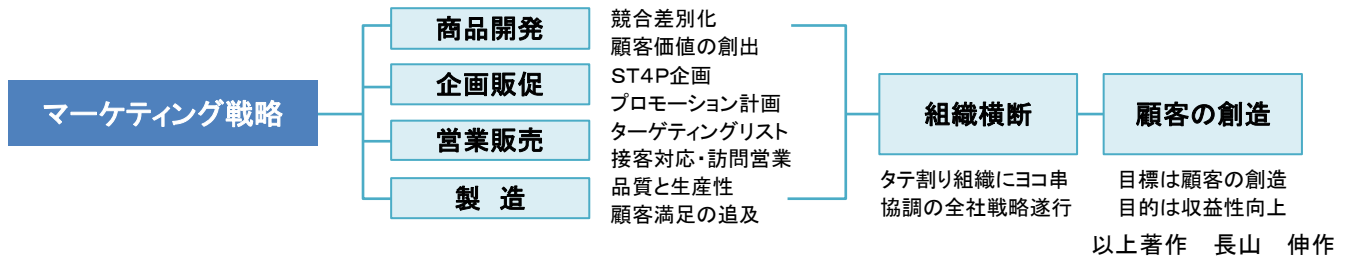 マーケティング戦略
商品開発
競合差別化
顧客価値の創出
企画販促
ST4P企画
プロモーション計画
営業販売
ターゲティングリスト
接客対応・訪問営業
製 造
品質と生産性
顧客満足の追及
組織横断
タテ割り組織にヨコ串
協調の全社戦略遂行
顧客の創造
目標は顧客の創造
目的は収益性向上
以上著作 長山 伸作